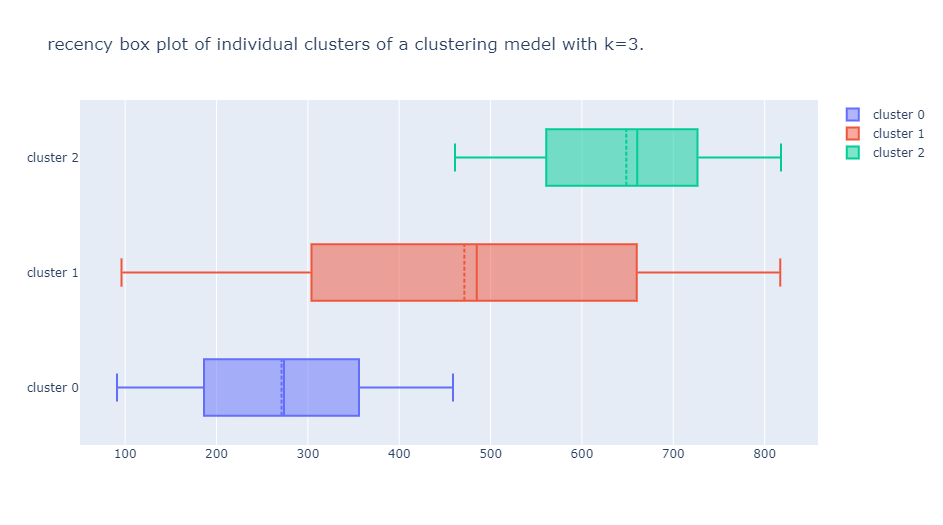 recency box plot of individual clusters of a clustering medel with k=3.
cluster 0
cluster 1
cluster 2
cluster 2
cluster 1
cluster 0
100 200 300 400 500 600 700 800